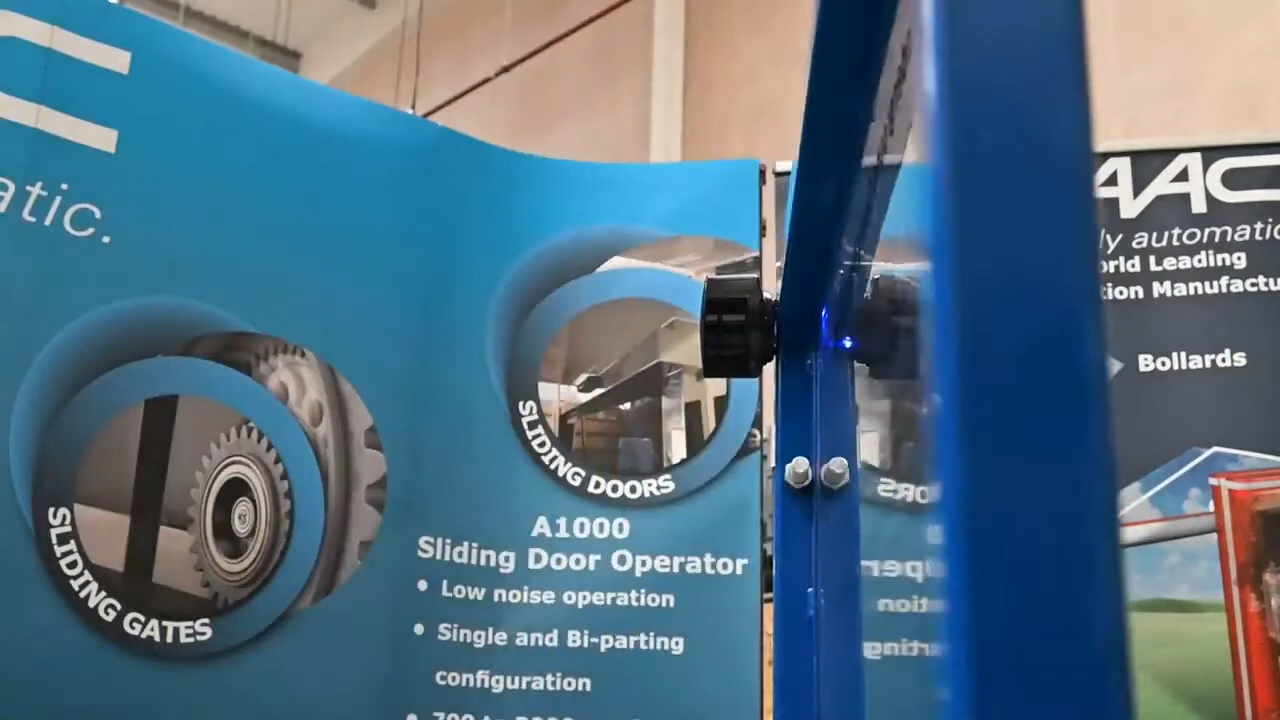 atic.
SLIDING GATES
SLIDING DOORS
A1000
Sliding Door Operator
• Low noise operation
• Single and Bi-parting
configuration
AAC
ly automatic
orld Leading
tion Manufactu
Bollards